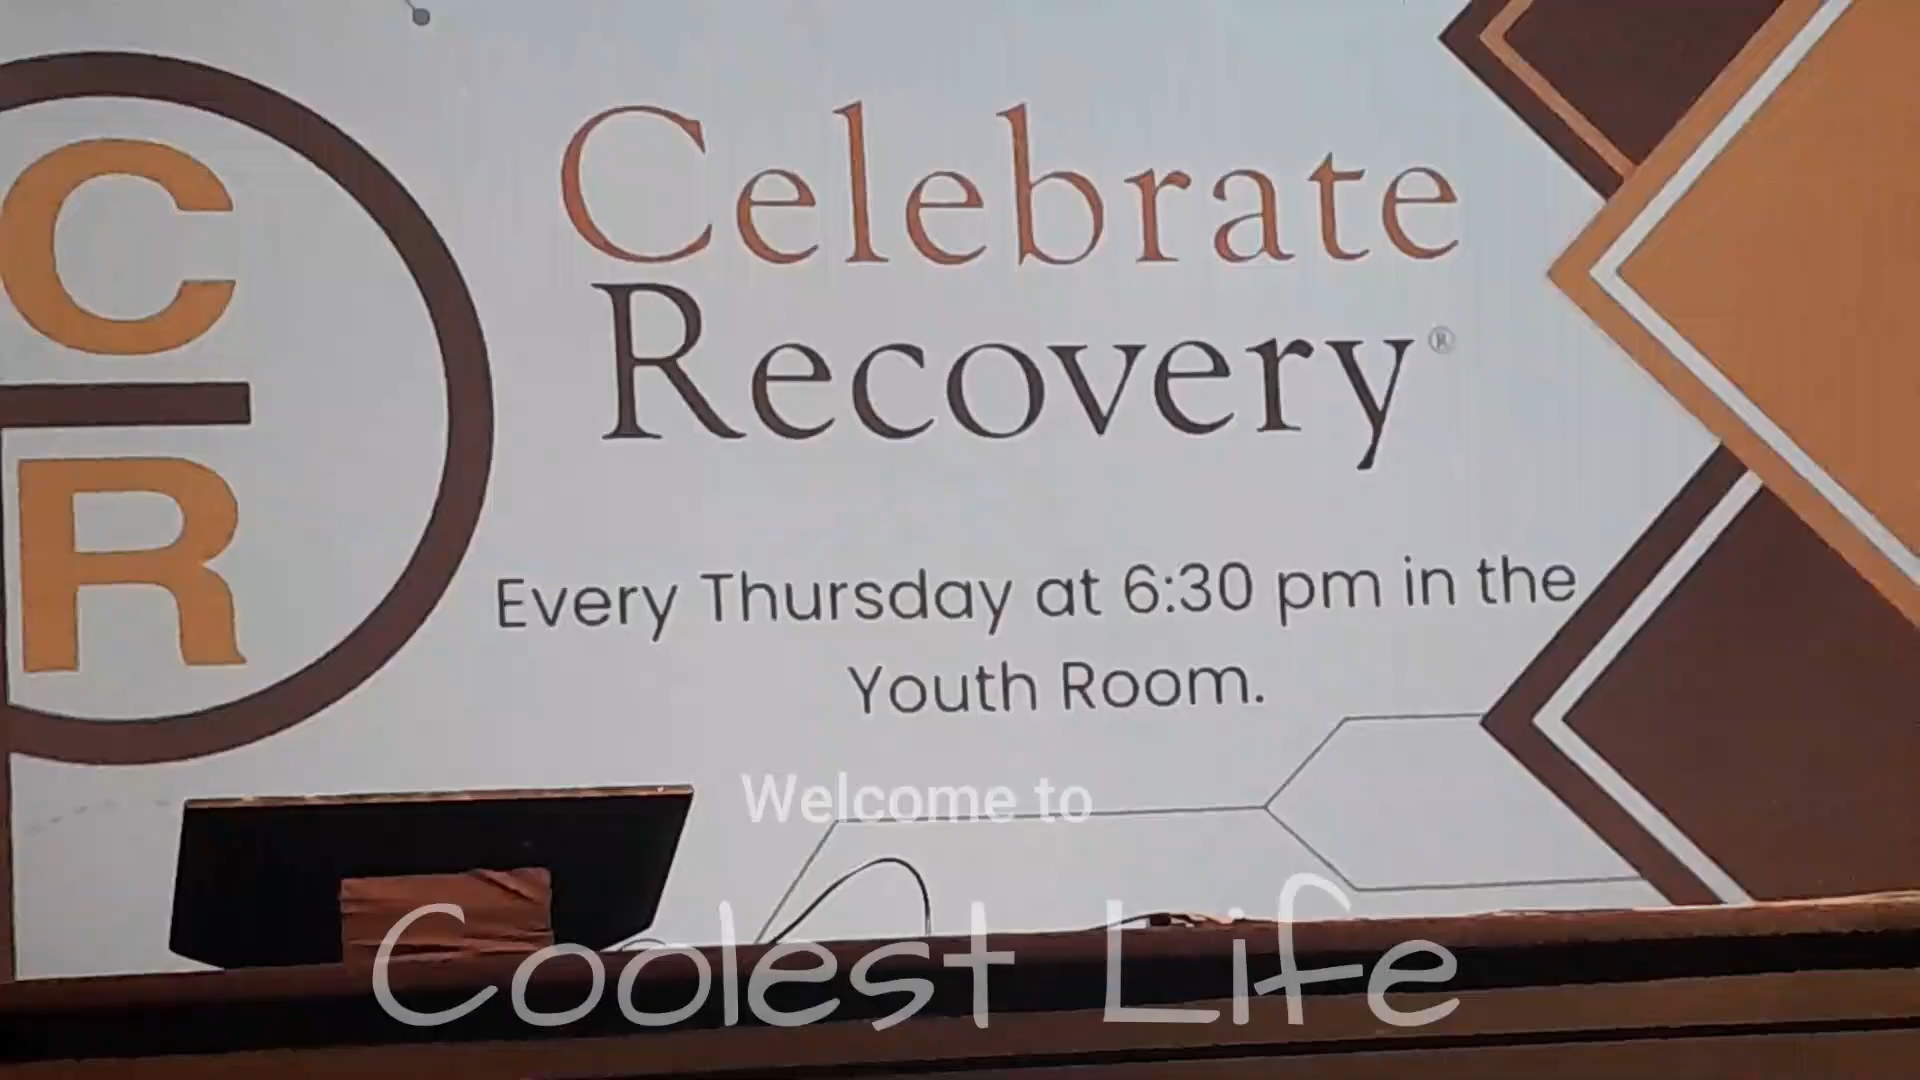 C
R
Celebrate
Recovery®
Every Thursday at 6:30 pm in the
Youth Room.
Welcome to
Coolest Life